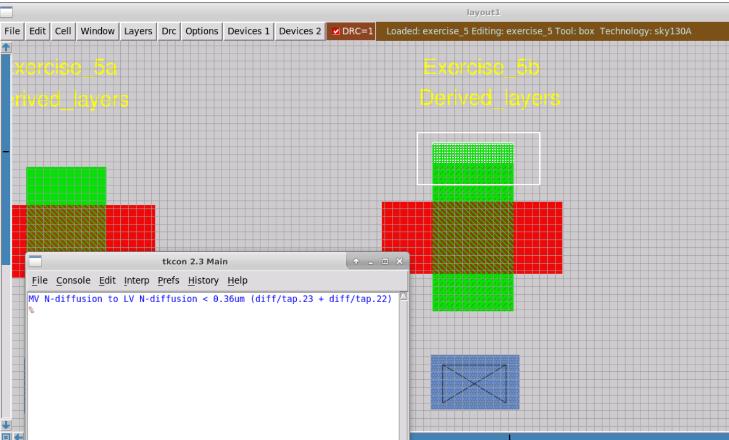 layout1
File Edit Cell Window Layers Drc Options Devices 1 Devices 2 DRC=1 Loaded: exercise_5 Editing: exercise_5 Tool: box Technology: sky130A
xercise_5a
erived_layers
Exercise_5b
Derived_layers
tkcon 2.3 Main
File Console Edit Interp Prefs History Help
MV N-diffusion to LV N-diffusion < 0.36um (diff/tap.23 + diff/tap.22)
%